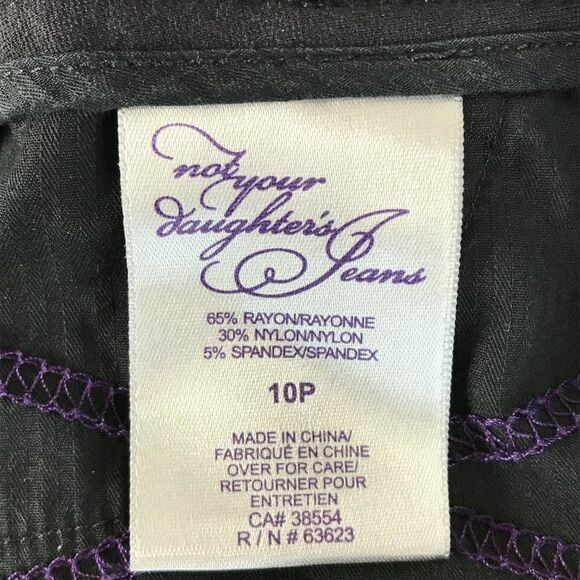 not your
daughter's
Jeans
65% RAYON/RAYONNE
30% NYLON/NYLON
5% SPANDEX/SPANDEX
10P
MADE IN CHINA/
FABRIQUÉ EN CHINE
OVER FOR CARE/
RETOURNER POUR
ENTRETIEN
CA# 38554
R / N # 63623